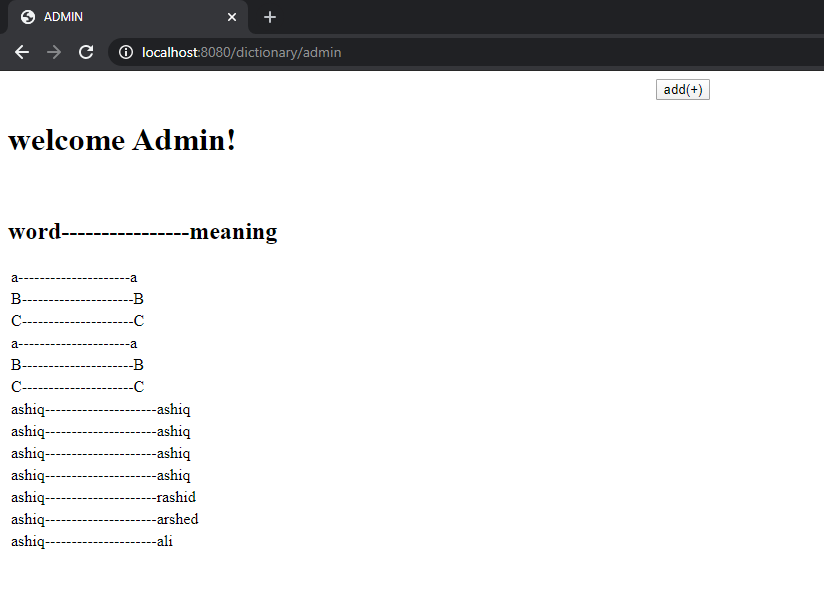 ADMIN
localhost:8080/dictionary/admin
add(+)
welcome Admin!
word----------------meaning
a---------------------a
B---------------------B
C---------------------C
a---------------------a
B---------------------B
C---------------------C
ashiq---------------------ashiq
ashiq---------------------ashiq
ashiq---------------------ashiq
ashiq---------------------ashiq
ashiq---------------------rashid
ashiq---------------------arshed
ashiq---------------------ali